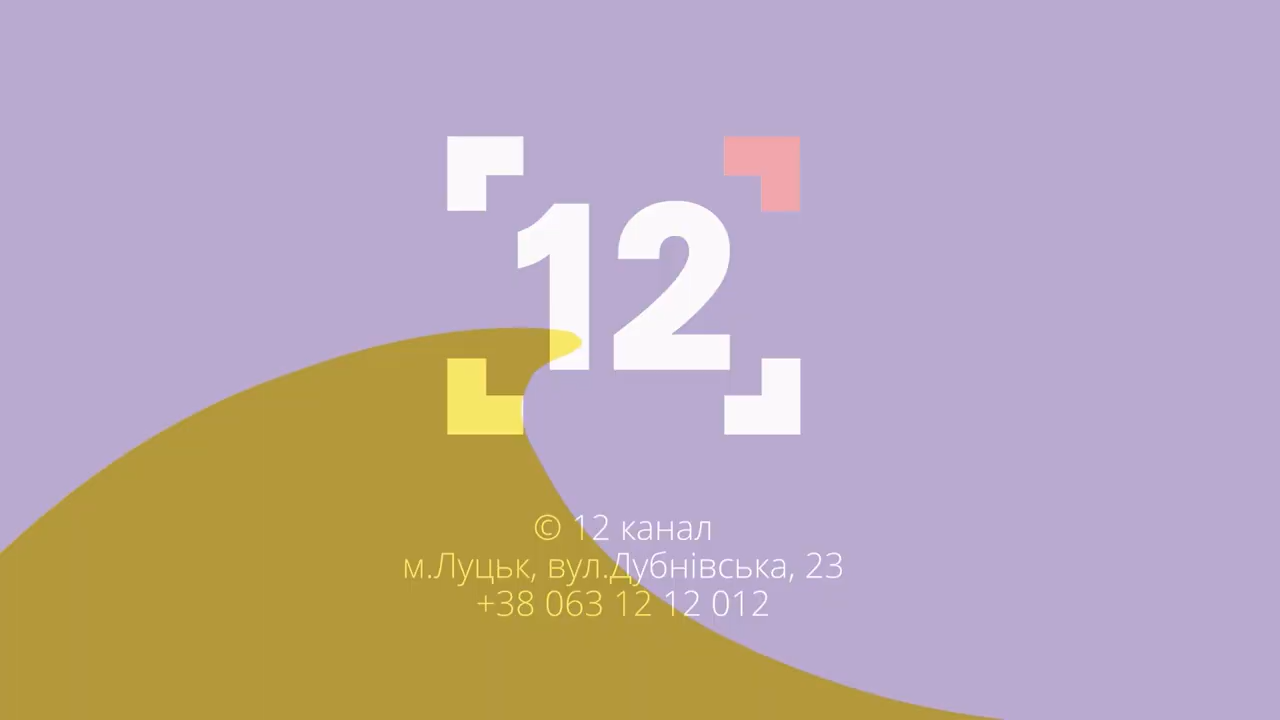 12
© 12 канал
м.Луцьк, вул.Дубнівська, 23
+38 063 12 12 012